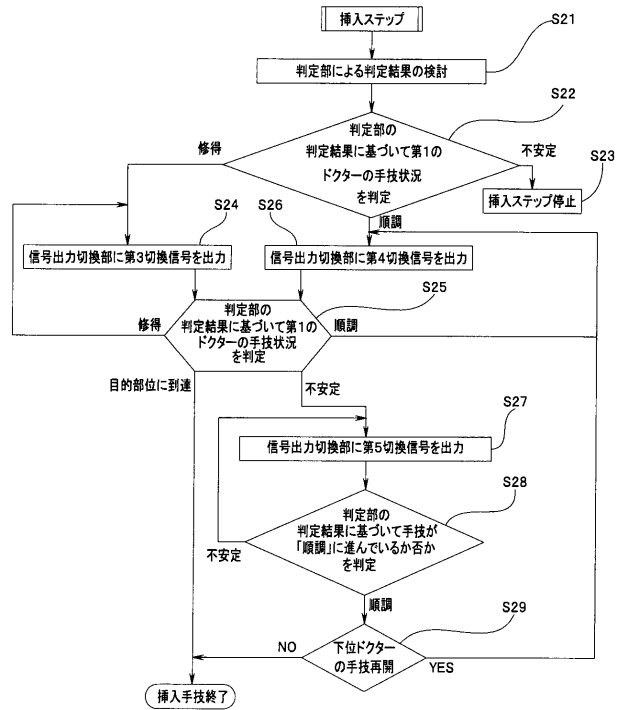 挿入ステップ
S21
判定部による判定結果の検討
S22
判定部の
判定結果に基づいて第1の
ドクターの手技状況
を判定
修得
不安定
S23
挿入ステップ停止
順調
S24
S26
信号出力切換部に第3切換信号を出力
信号出力切換部に第4切換信号を出力
S25
判定部の
判定結果に基づいて第1の
ドクターの手技状況
を判定
修得
順調
目的部位に到達
不安定
S27
信号出力切換部に第5切換信号を出力
S28
判定部の
判定結果に基づいて手技が
「順調」に進んでいるか否か
を判定
不安定
順調
S29
下位ドクター
の手技再開
NO
YES
挿入手技終了